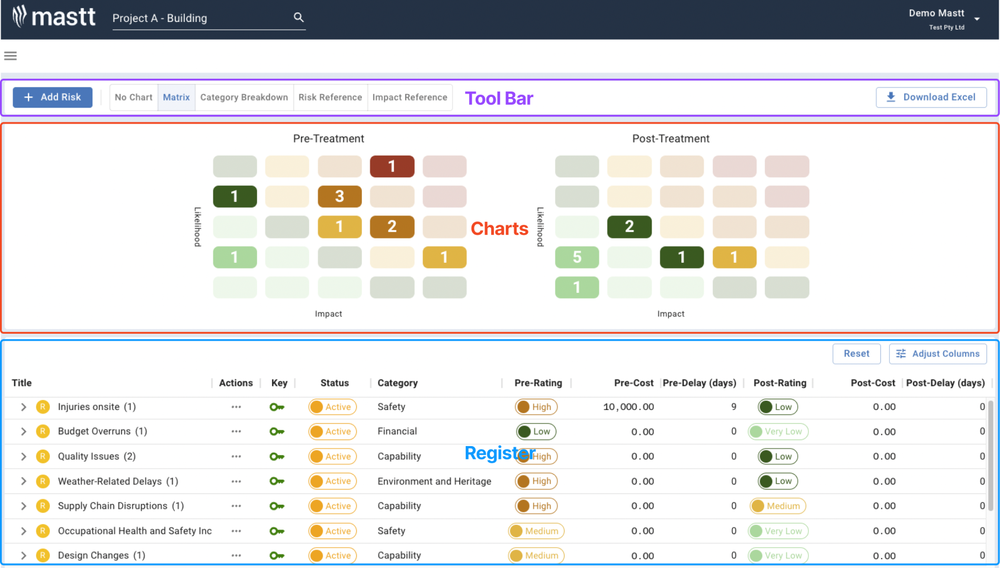 mastt
Project A - Building
Demo Mastt
Test Pty Ltd
+ Add Risk
No Chart Matrix Category Breakdown Risk Reference Impact Reference
Tool Bar
Download Excel
Pre-Treatment
Likelihood
1
1 3
1 2
1 1
Impact
Charts
Post-Treatment
Likelihood
2
5 1 1
1
Impact
Reset Adjust Columns
Title Actions Key Status Category Pre-Rating Pre-Cost Pre-Delay (days) Post-Rating Post-Cost Post-Delay (days)
R Injuries onsite (1) ••• Active Safety High 10,000.00 9 Low 0.00 0
R Budget Overruns (1) ••• Active Financial Low 0.00 0 Very Low 0.00 0
R Quality Issues (2) ••• Active Capability High 0.00 0 Low 0.00 0
Register
R Weather-Related Delays (1) ••• Active Environment and Heritage High 0.00 0 Low 0.00 0
R Supply Chain Disruptions (1) ••• Active Capability High 0.00 0 Medium 0.00 0
R Occupational Health and Safety Inc ••• Active Safety Medium 0.00 0 Very Low 0.00 0
R Design Changes (1) ••• Active Capability Medium 0.00 0 Very Low 0.00 0